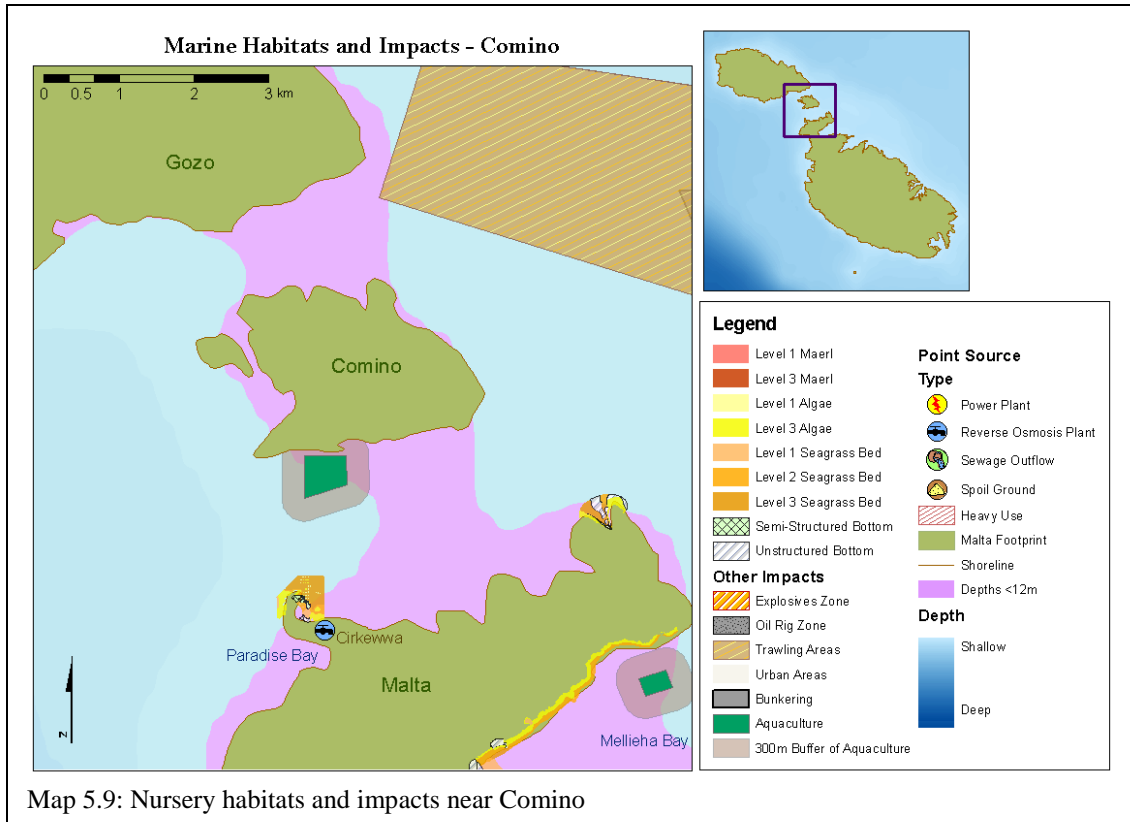 Marine Habitats and Impacts - Comino
0 0.5 1 2 3 km
Gozo
Comino
Cirkewwa
Paradise Bay
Malta
Mellieha Bay
z
Legend
Level 1 Maerl
Level 3 Maerl
Level 1 Algae
Level 3 Algae
Level 1 Seagrass Bed
Level 2 Seagrass Bed
Level 3 Seagrass Bed
Semi-Structured Bottom
Unstructured Bottom
Other Impacts
Explosives Zone
Oil Rig Zone
Trawling Areas
Urban Areas
Bunkering
Aquaculture
300m Buffer of Aquaculture
Point Source
Type
Power Plant
Reverse Osmosis Plant
Sewage Outflow
Spoil Ground
Heavy Use
Malta Footprint
Shoreline
Depths <12m
Depth
Shallow
Deep
Map 5.9: Nursery habitats and impacts near Comino